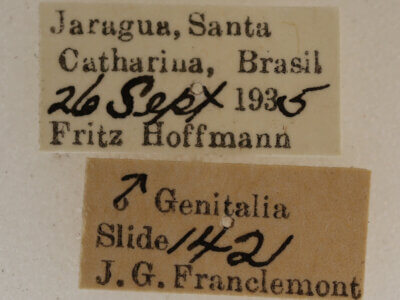 Jaragua, Santa
Catharina, Brasil
26 Sept 1935
Fritz Hoffmann
♂ Genitalia
Slide 1421
J. G. Franclemont